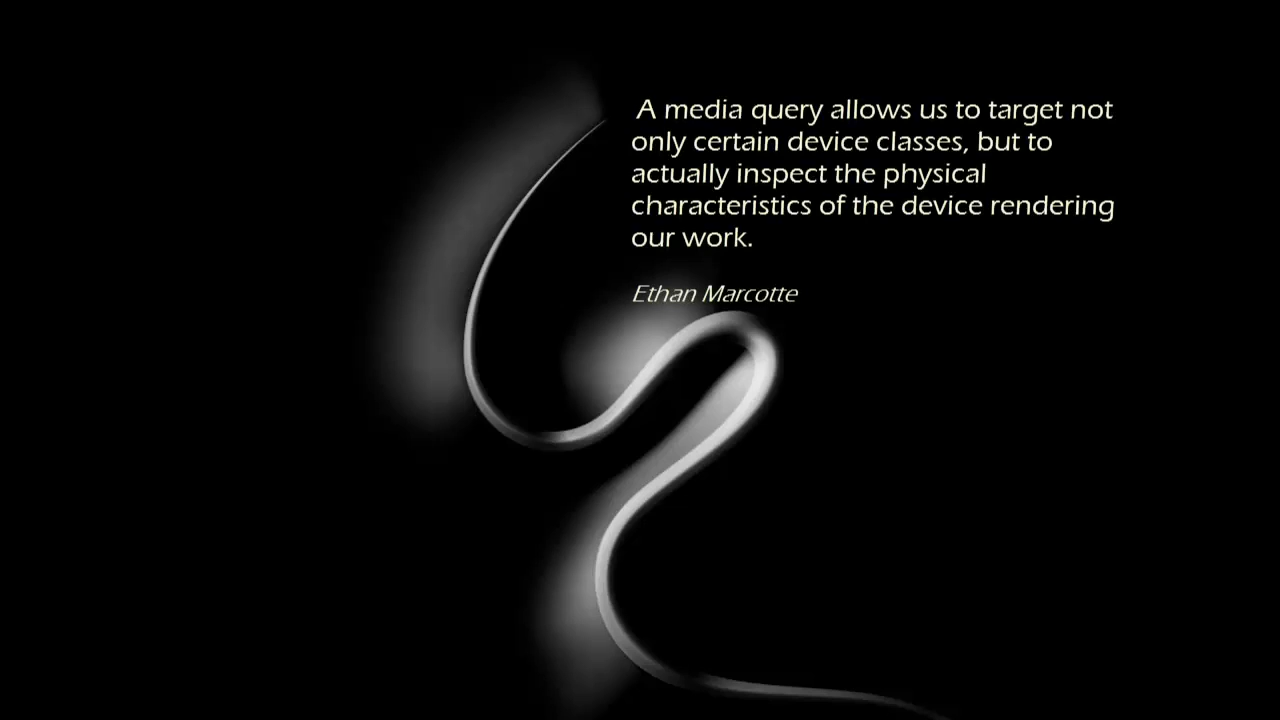 A media query allows us to target not
only certain device classes, but to
actually inspect the physical
characteristics of the device rendering
our work.
Ethan Marcotte